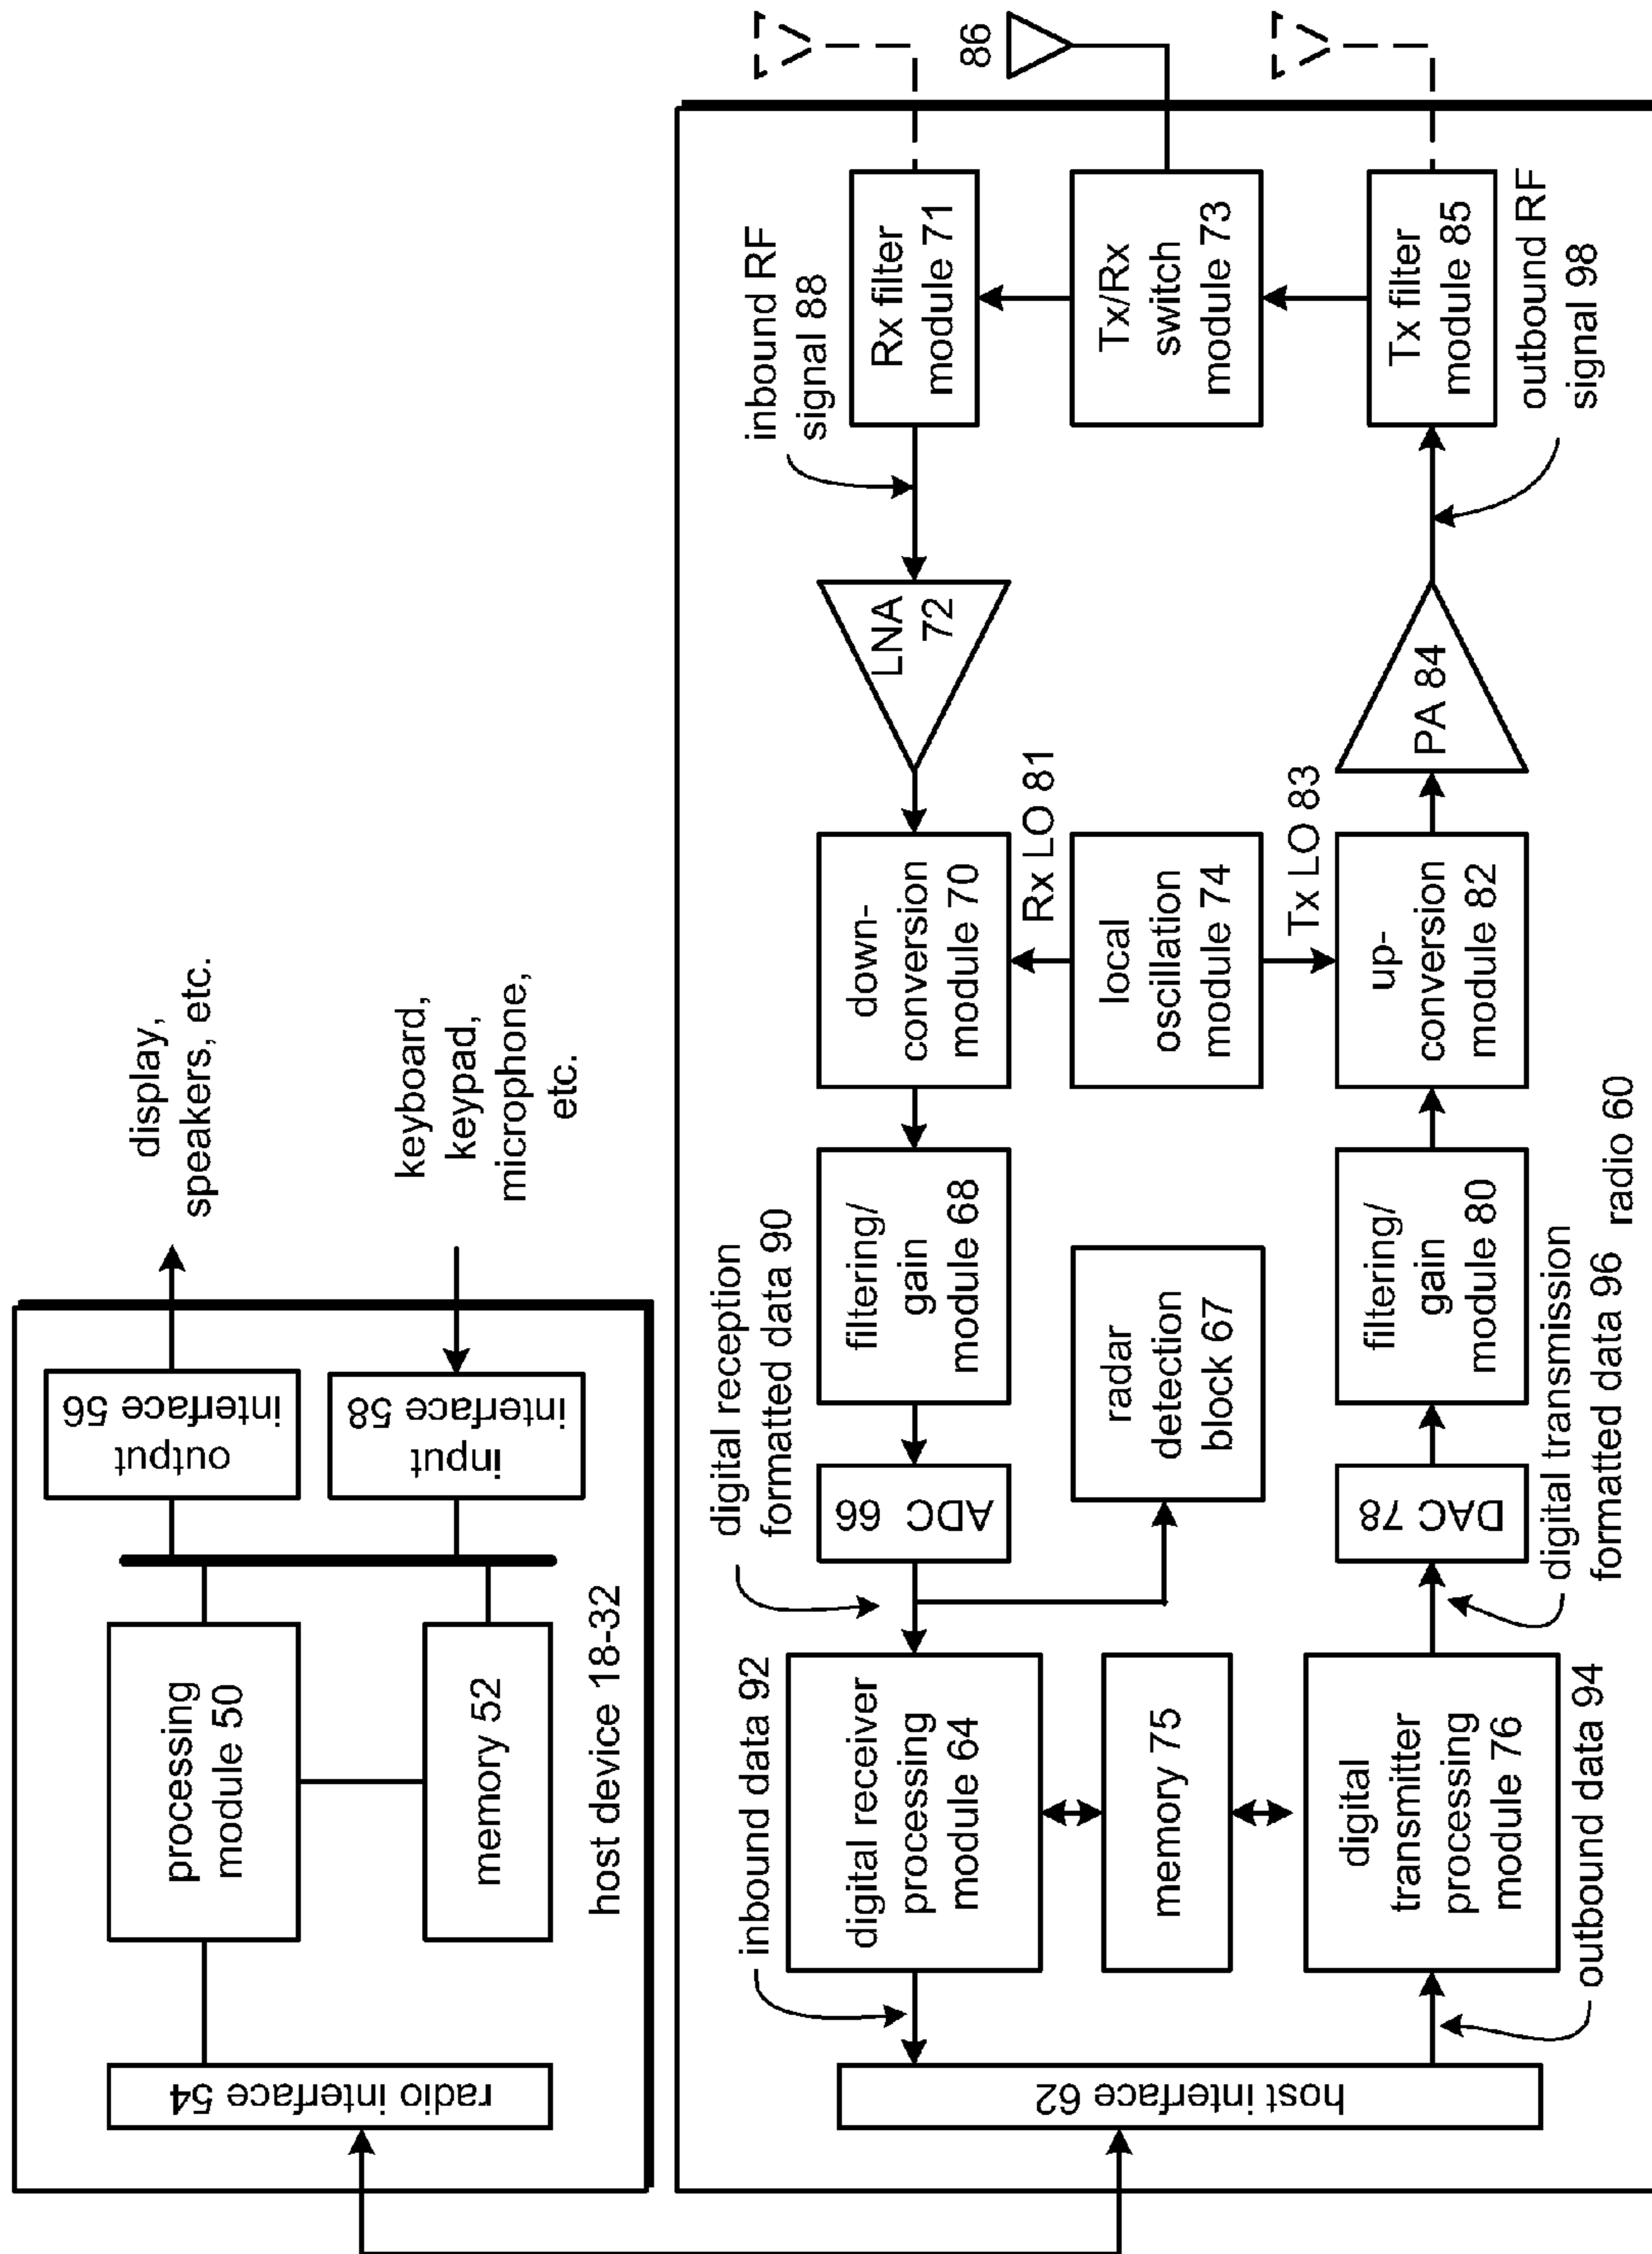 radio interface 54
processing
module 50
memory 52
output
interface 56
input
interface 58
display,
speakers, etc.
keyboard,
keypad,
microphone,
etc.
host device 18-32
host interface 62
inbound data 92
digital receiver
processing
module 64
digital reception
formatted data 90
ADC 66
filtering/
gain
module 68
down-
conversion
module 70
LNA
72
inbound RF
signal 88
Rx filter
module 71
86
memory 75
radar
detection
block 67
local
oscillation
module 74
Rx LO 81
Tx LO 83
Tx/Rx
switch
module 73
digital
transmitter
processing
module 76
outbound data 94
DAC 78
digital transmission
formatted data 96
filtering/
gain
module 80
up-
conversion
module 82
PA 84
outbound RF
signal 98
Tx filter
module 85
radio 60